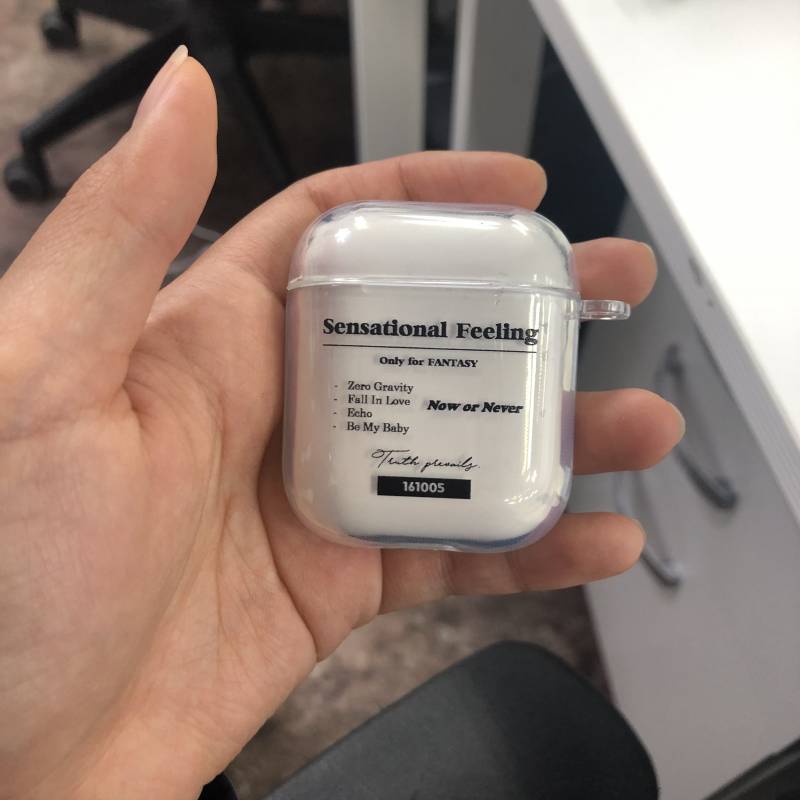 Sensational Feeling
Only for FANTASY
- Zero Gravity
- Fall In Love
- Echo
- Be My Baby
Now or Never
Truth prevails.
161005